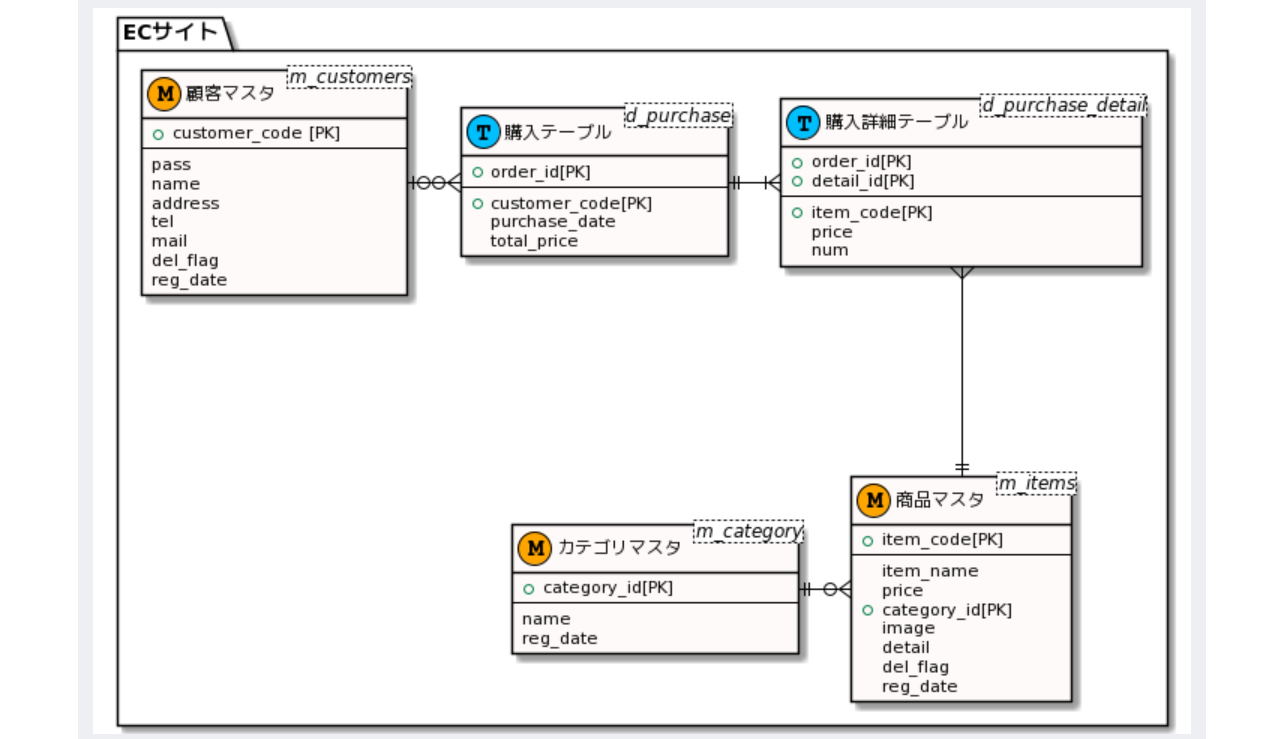 ECサイト
m_customers
M 顧客マスタ
customer_code [PK]
pass
name
address
tel
mail
del_flag
reg_date
d_purchase
T 購入テーブル
order_id[PK]
customer_code[PK]
purchase_date
total_price
d_purchase_detail
T 購入詳細テーブル
order_id[PK]
detail_id[PK]
item_code[PK]
price
num
m_category
M カテゴリマスタ
category_id[PK]
name
reg_date
m_items
M 商品マスタ
item_code[PK]
item_name
price
category_id[PK]
image
detail
del_flag
reg_date